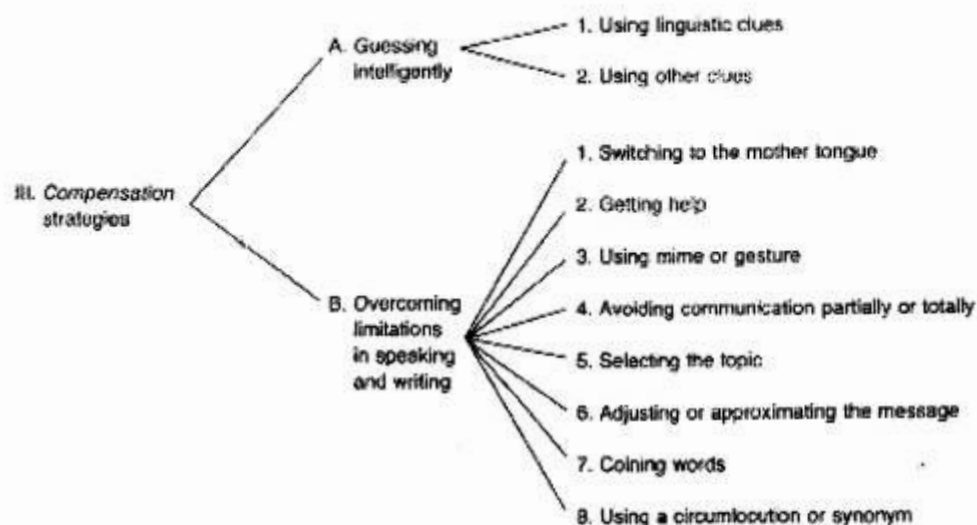 III. Compensation
strategies
A. Guessing
intelligently
1. Using linguistic clues
2. Using other clues
B. Overcoming
limitations
in speaking
and writing
1. Switching to the mother tongue
2. Getting help
3. Using mime or gesture
4. Avoiding communication partially or totally
5. Selecting the topic
6. Adjusting or approximating the message
7. Coining words
8. Using a circumlocution or synonym